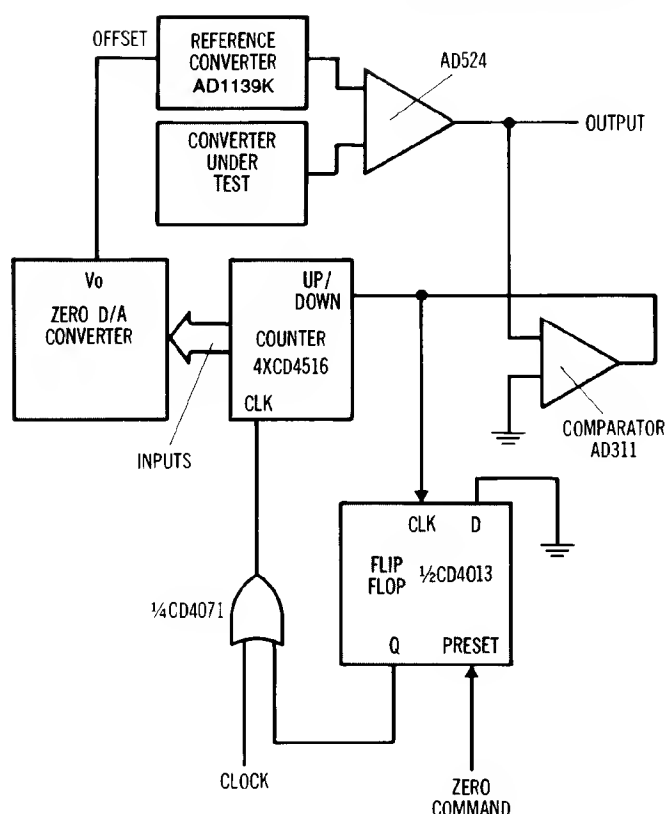 OFFSET
REFERENCE
CONVERTER
AD1139K
AD524
CONVERTER
UNDER
TEST
OUTPUT
Vo
ZERO D/A
CONVERTER
UP/
DOWN
COUNTER
4XCD4516
CLK
INPUTS
COMPARATOR
AD311
CLK D
FLIP
FLOP ½CD4013
Q PRESET
¼CD4071
CLOCK
ZERO
COMMAND